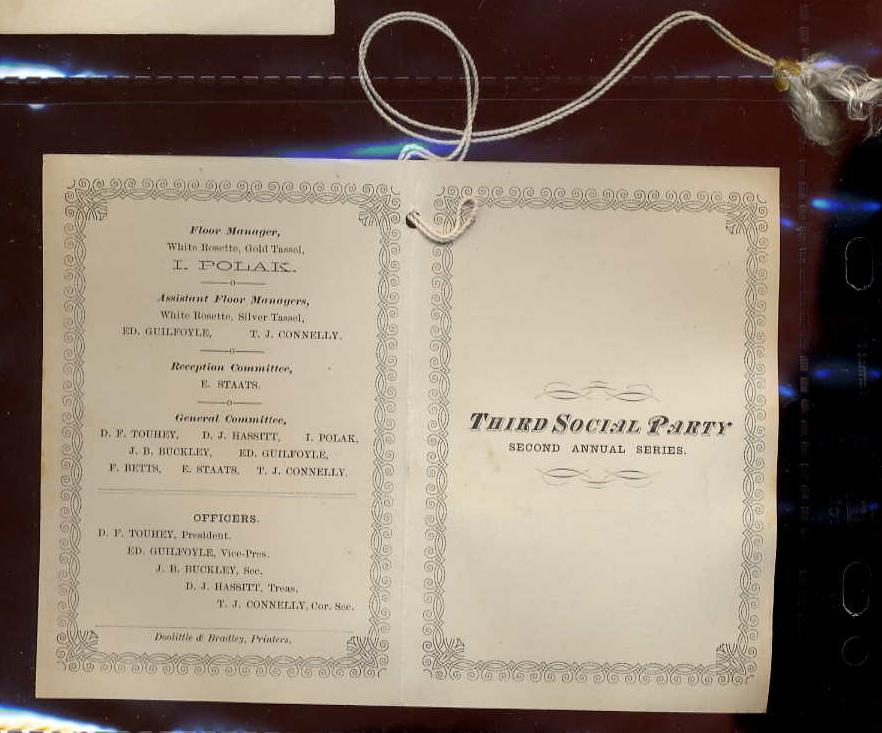 Floor Manager,
White Rosette, Gold Tassel,
I. POLAK.
Assistant Floor Managers,
White Rosette, Silver Tassel,
ED. GUILFOYLE, T. J. CONNELLY.
Reception Committee,
E. STAATS.
General Committee,
D. F. TOUHEY, D. J. HASSITT, I. POLAK,
J. B. BUCKLEY, ED. GUILFOYLE,
F. BETTS, E. STAATS, T. J. CONNELLY.
OFFICERS.
D. F. TOUHEY, President.
ED. GUILFOYLE, Vice-Pres.
J. B. BUCKLEY, Sec.
D. J. HASSITT, Treas,
T. J. CONNELLY, Cor. Sec.
Doolittle & Bradley, Printers,
THIRD SOCIAL PARTY
SECOND ANNUAL SERIES.